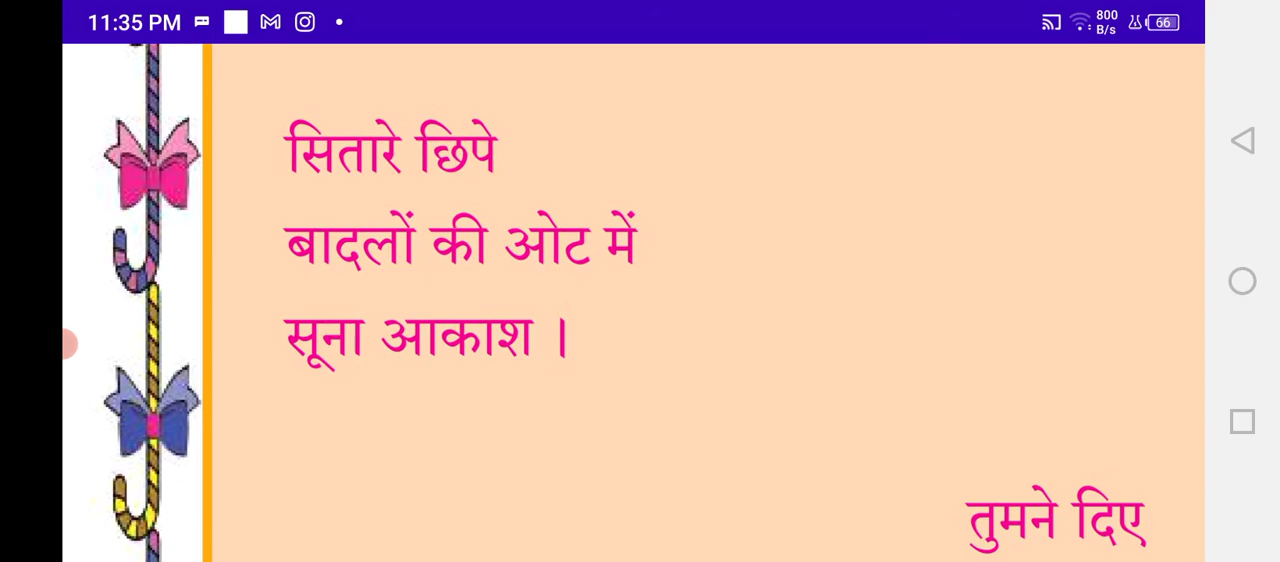 11:35 PM
800
B/s
66
सितारे छिपे
बादलों की ओट में
सूना आकाश ।
तुमने दिए